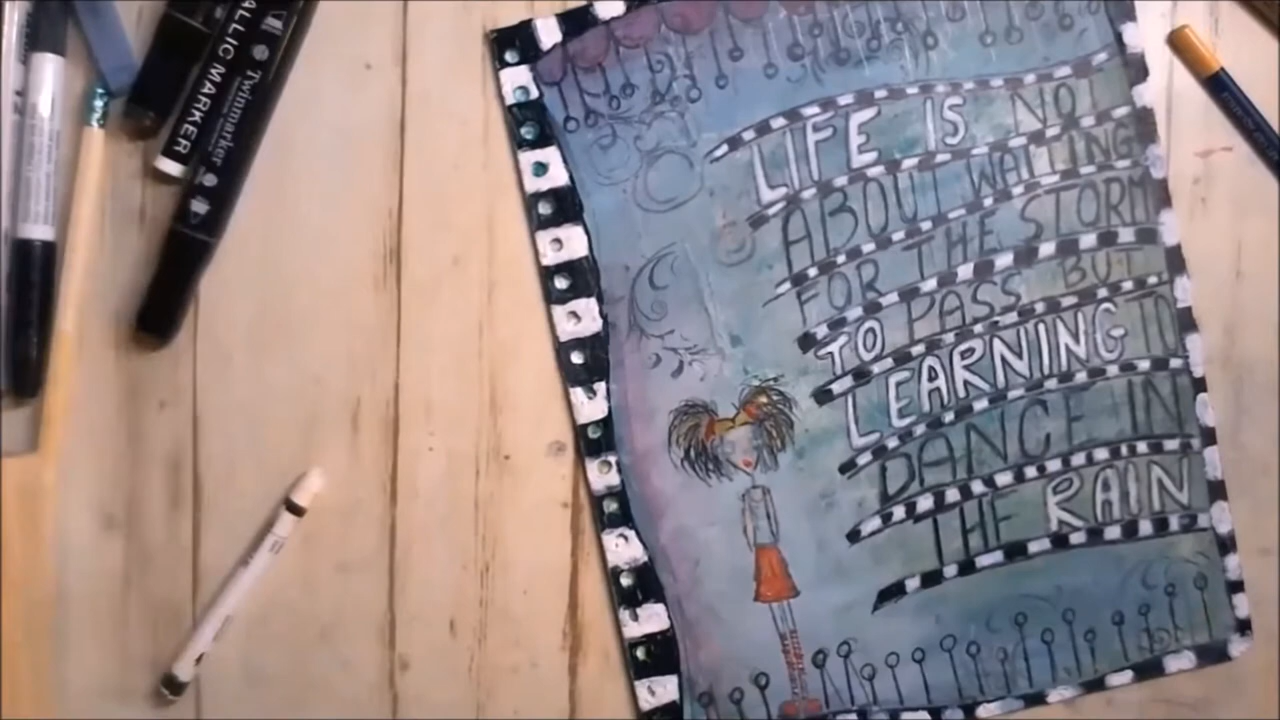 LIFE IS NOT
ABOUT WAITING
FOR THE STORM
TO PASS BUT
LEARNING TO
DANCE IN
THE RAIN
ALLIC MARKER
Twinmarker